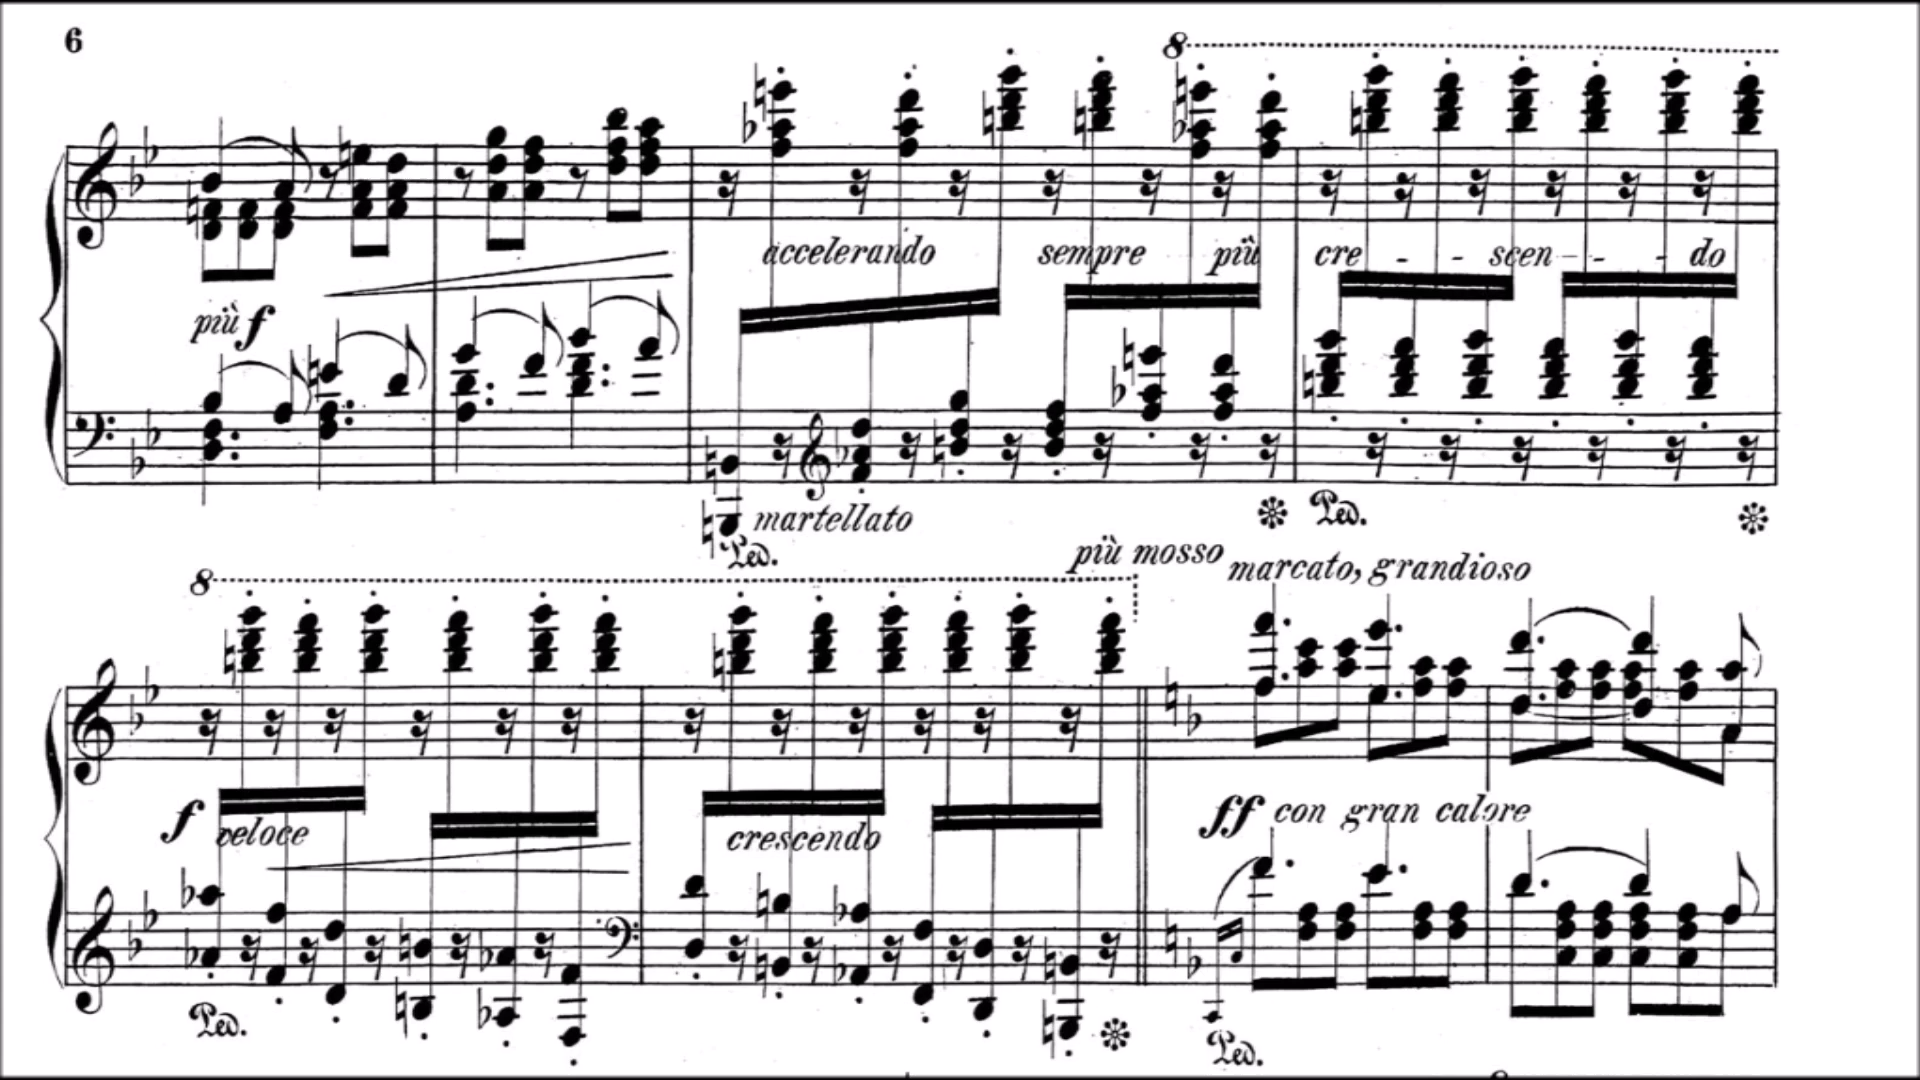 6
8
accelerando sempre più cre - - scen - - - do
più f
martellato
Ped. Ped.
più mosso marcato, grandioso
8
f veloce crescendo ff con gran calore
Ped. Ped.
8